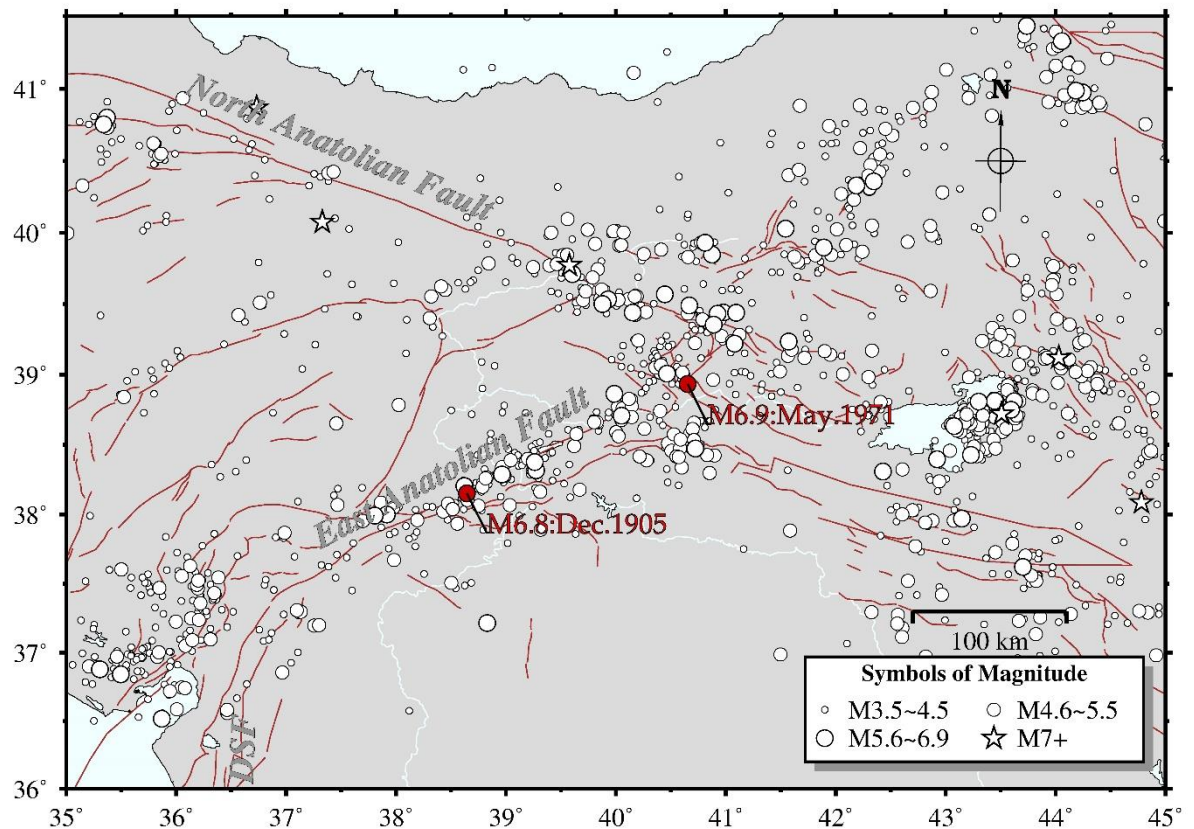 41°
40°
39°
38°
37°
36°
North Anatolian Fault
N
East Anatolian Fault
M6.9:May.1971
M6.8:Dec.1905
DSF
100 km
Symbols of Magnitude
M3.5~4.5
M4.6~5.5
M5.6~6.9
M7+
35° 36° 37° 38° 39° 40° 41° 42° 43° 44° 45°